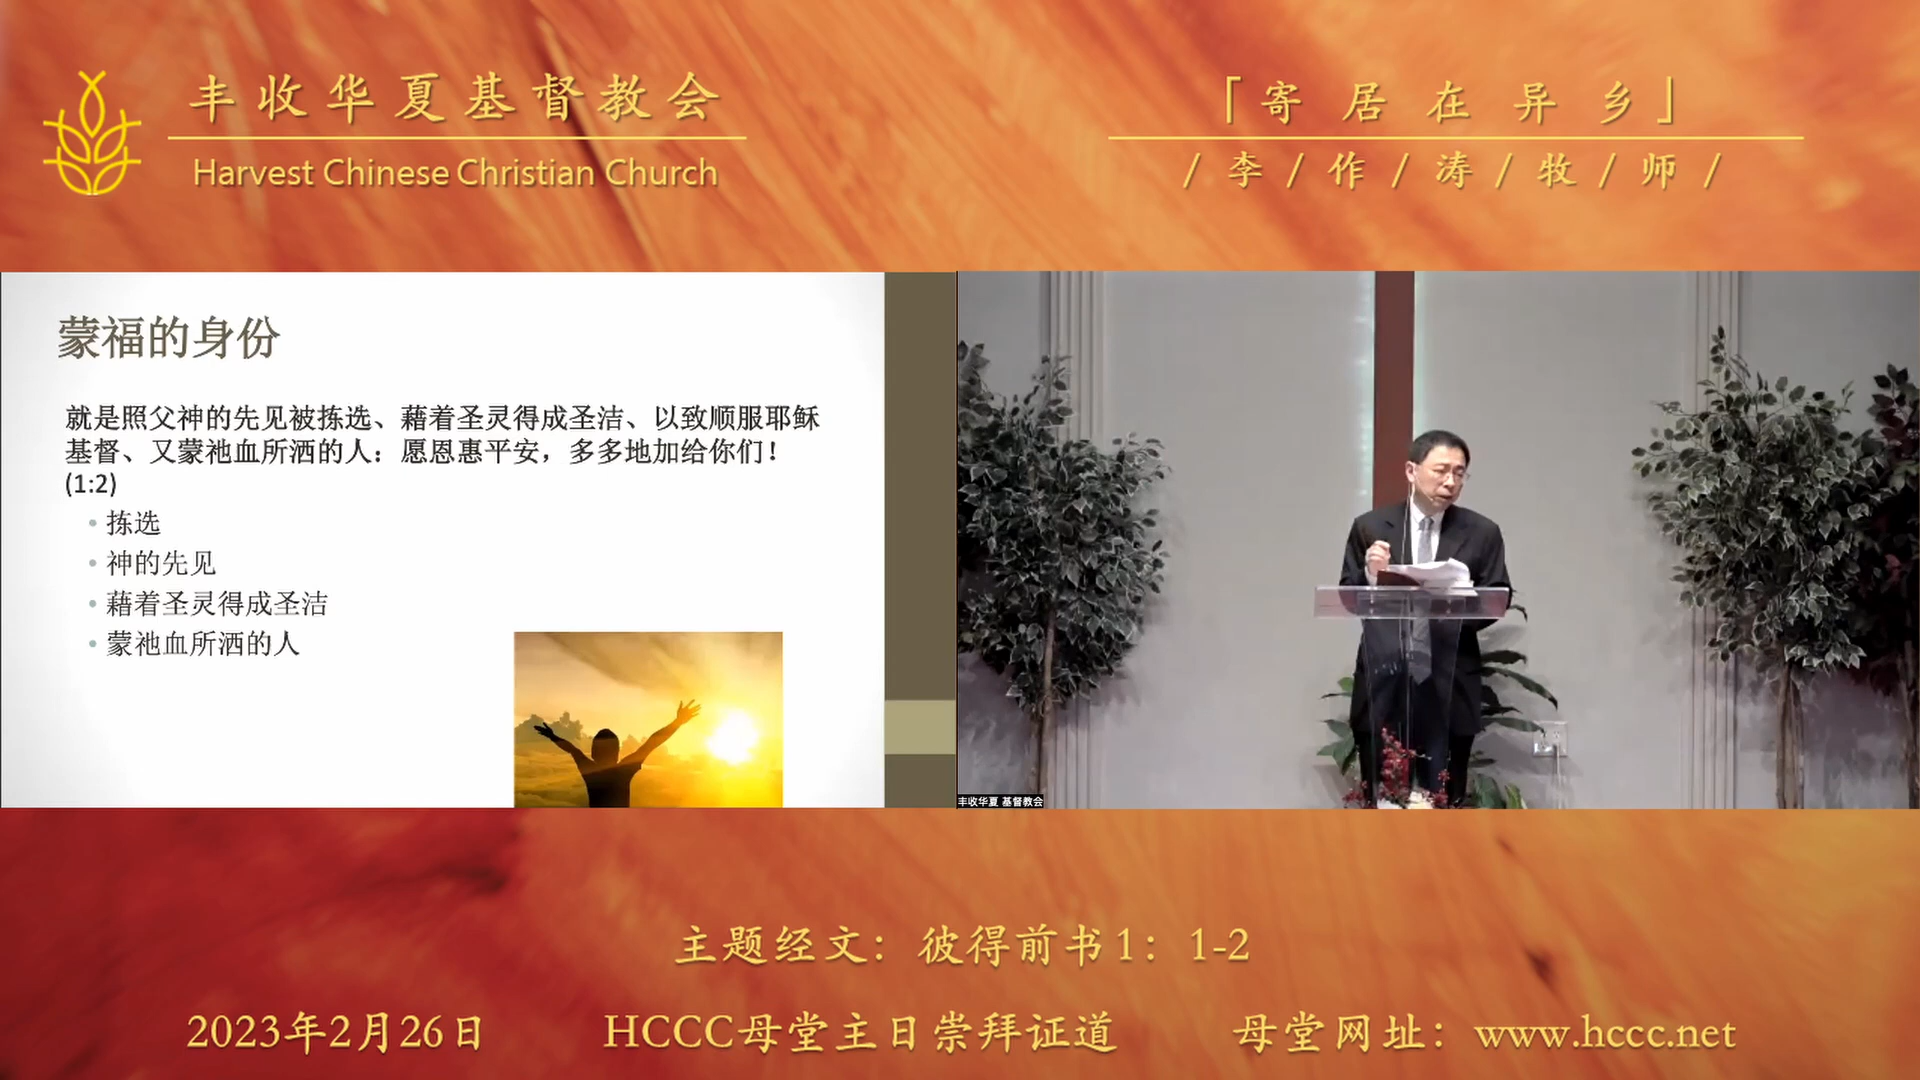 丰收华夏基督教会
Harvest Chinese Christian Church
「寄居在异乡」
/ 李 / 作 / 涛 / 牧 / 师 /
蒙福的身份
就是照父神的先见被拣选、藉着圣灵得成圣洁、以致顺服耶稣
基督、又蒙祂血所洒的人：愿恩惠平安，多多地加给你们！
(1:2)
• 拣选
• 神的先见
• 藉着圣灵得成圣洁
• 蒙祂血所洒的人
丰收华夏 基督教会
主题经文：彼得前书1：1-2
2023年2月26日
HCCC母堂主日崇拜证道
母堂网址：www.hccc.net